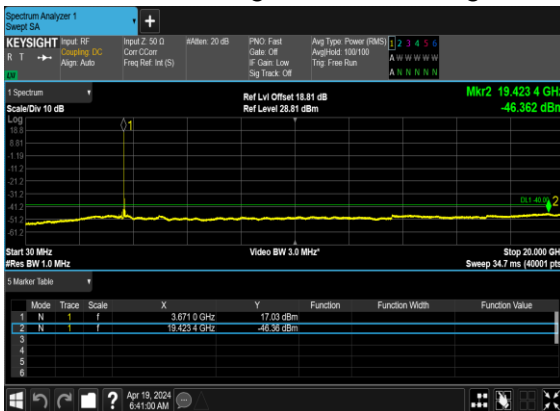 Spectrum Analyzer 1
Swept SA
+
KEYSIGHT Input: RF Input Z: 50 Ω #Atten: 20 dB PNO: Fast Avg Type: Power (RMS) 1 2 3 4 5 6
R T Coupling: DC Corr CCorr Gate: Off Avg|Hold: 100/100 A W W W W W
Align: Auto Freq Ref: Int (S) IF Gain: Low Trig: Free Run
LV Sig Track: Off A N N N N N
1 Spectrum Ref Lvl Offset 18.81 dB Mkr2 19.423 4 GHz
Scale/Div 10 dB Ref Level 28.81 dBm -46.362 dBm
Log
18.8
8.81
-1.19
-11.2
-21.2
-31.2
-41.2
-51.2
-61.2
1
DL1 -40.00
2
Start 30 MHz Video BW 3.0 MHz* Stop 20.000 GHz
#Res BW 1.0 MHz Sweep 34.7 ms (40001 pts)
5 Marker Table
Mode Trace Scale X Y Function Function Width Function Value
1 N 1 f 3.671 0 GHz 17.03 dBm
2 N 1 f 19.423 4 GHz -46.36 dBm
3
4
5
6
? Apr 19, 2024
6:41:00 AM